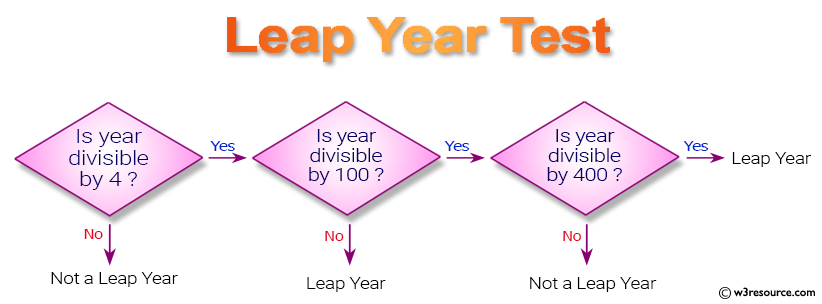 Leap Year Test
Is year
divisible
by 4 ?
Yes
Is year
divisible
by 100 ?
Yes
Is year
divisible
by 400 ?
Yes
Leap Year
No
No
No
Not a Leap Year
Leap Year
Not a Leap Year
© w3resource.com